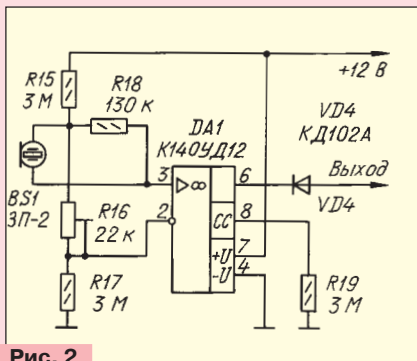 R15
3 М
R18
130 к
DA1
К140УД12
+12 В
VD4
КД102А
Выход
VD4
BS1
ЗП-2
R16
22 к
R17
3 М
3
2
▷∞
6
СС
8
+U
7
-U
4
R19
3 М
Рис. 2